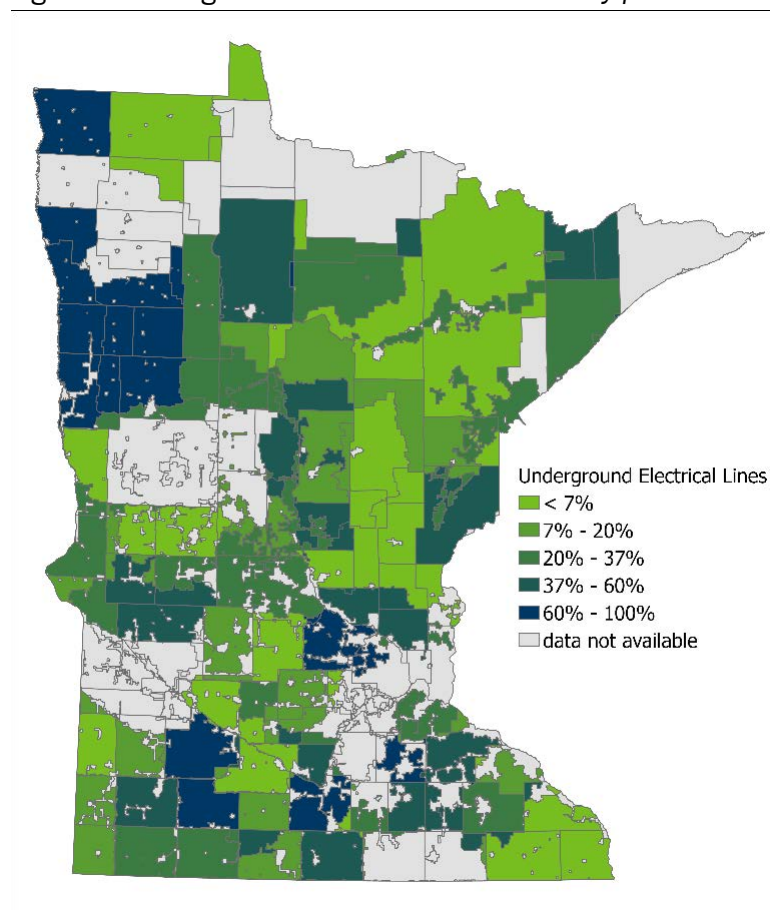 Underground Electrical Lines
< 7%
7% - 20%
20% - 37%
37% - 60%
60% - 100%
data not available